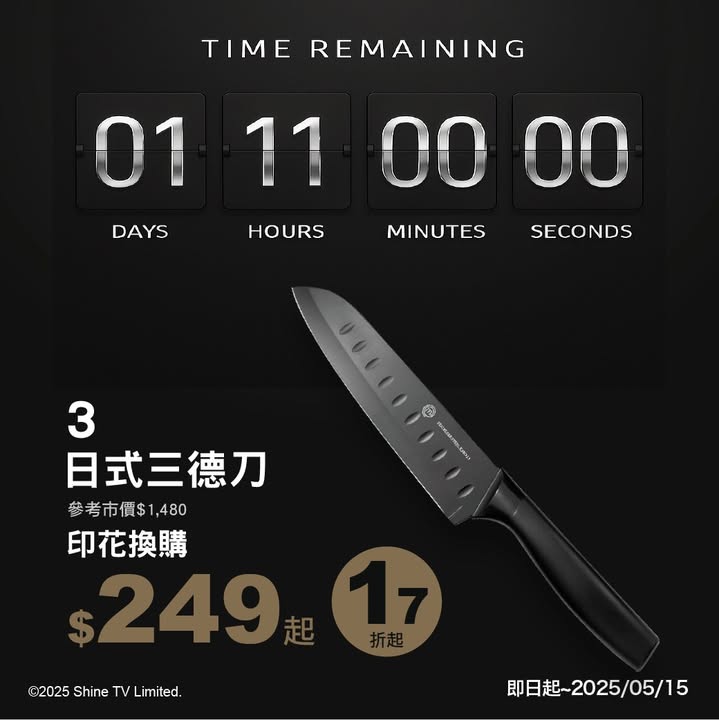 TIME REMAINING
01 11 00 00
DAYS HOURS MINUTES SECONDS
3
日式三德刀
參考市價$1,480
印花換購
$249起
17
折起
©2025 Shine TV Limited.
即日起~2025/05/15